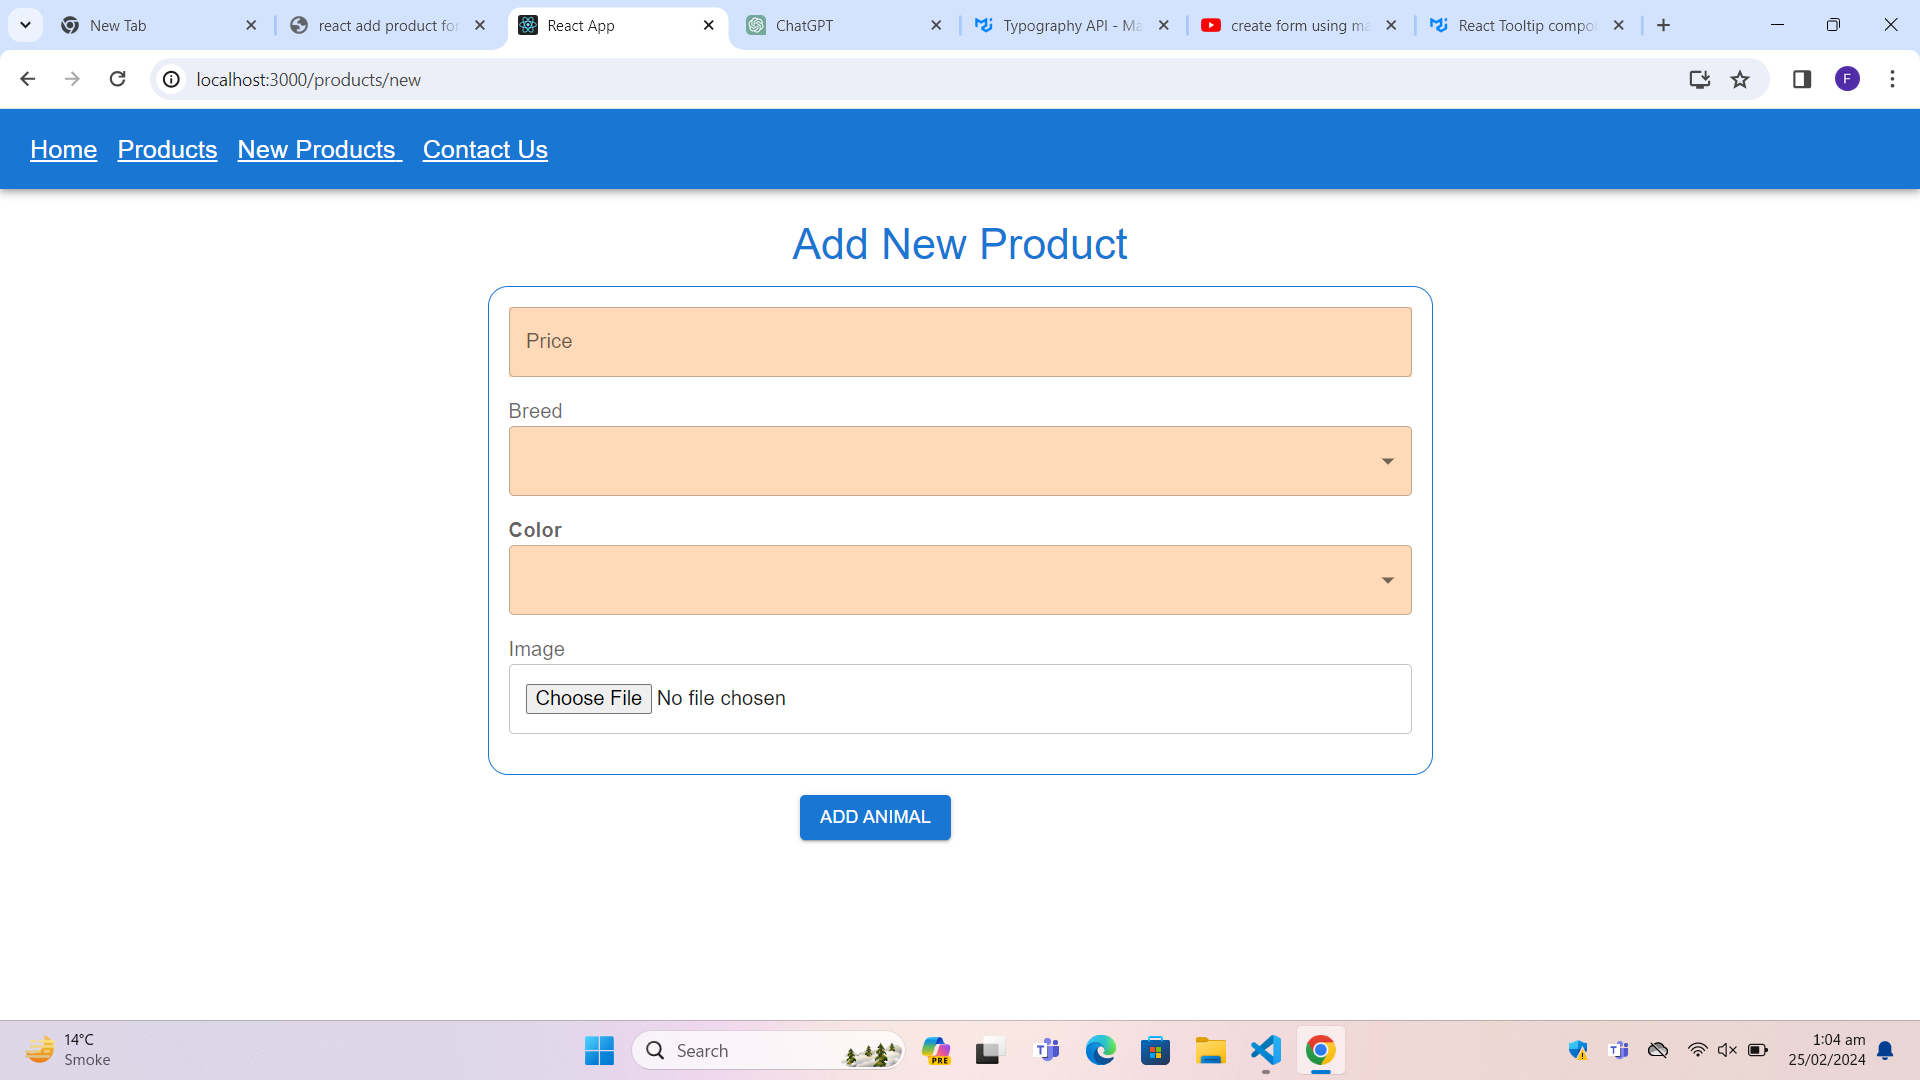 New Tab
react add product for
React App
ChatGPT
Typography API - Ma
create form using ma
React Tooltip compo
localhost:3000/products/new
F
Home Products New Products Contact Us
Add New Product
Price
Breed
Color
Image
Choose File No file chosen
ADD ANIMAL
14°C
Smoke
Search
PRE
1:04 am
25/02/2024